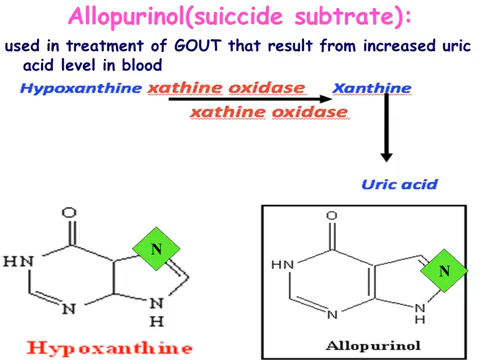 Allopurinol(suiccide subtrate):
used in treatment of GOUT that result from increased uric
acid level in blood
Hypoxanthine xathine oxidase Xanthine
xathine oxidase
Uric acid
O
HN
N
N
N
H
Hypoxanthine
O
HN
N
N
N
H
Allopurinol